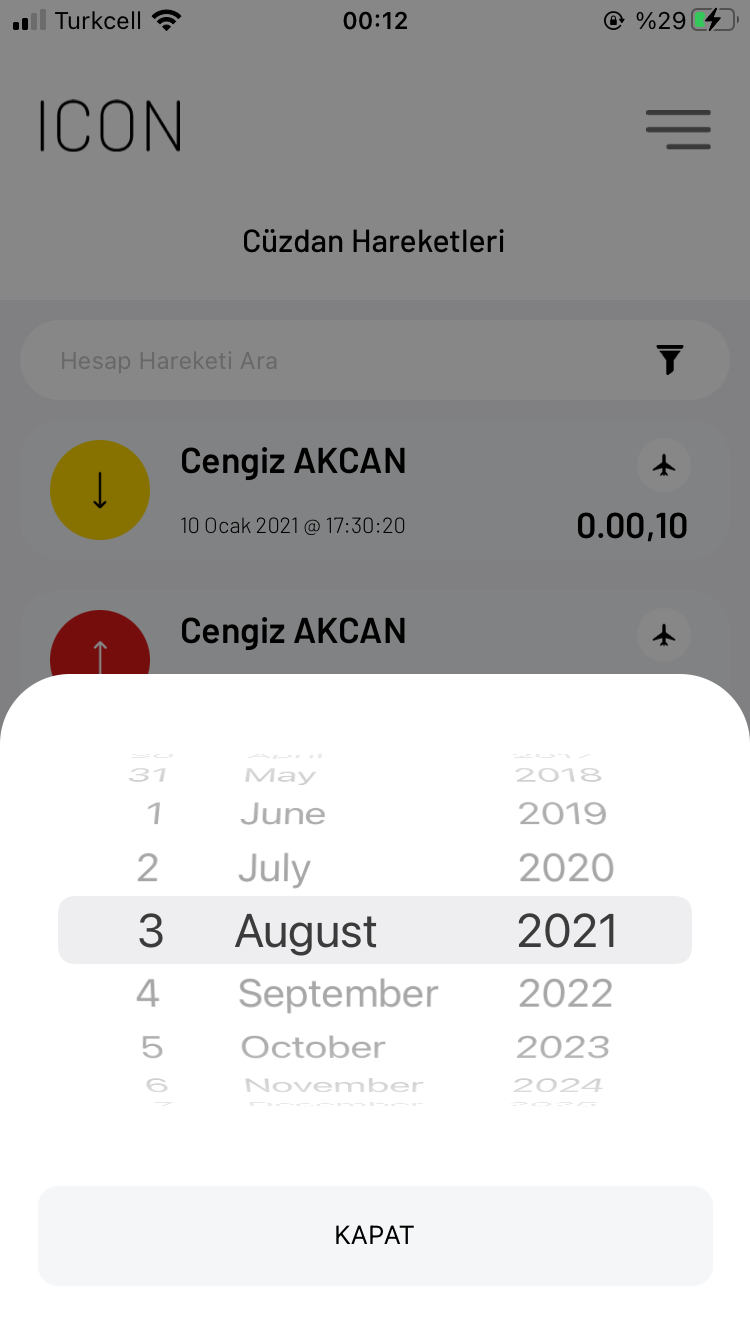 Turkcell 00:12 %29
ICON
Cüzdan Hareketleri
Hesap Hareketi Ara
Cengiz AKCAN
10 Ocak 2021 @ 17:30:20 0.00,10
Cengiz AKCAN
31 May 2018
1 June 2019
2 July 2020
3 August 2021
4 September 2022
5 October 2023
6 November 2024
KAPAT